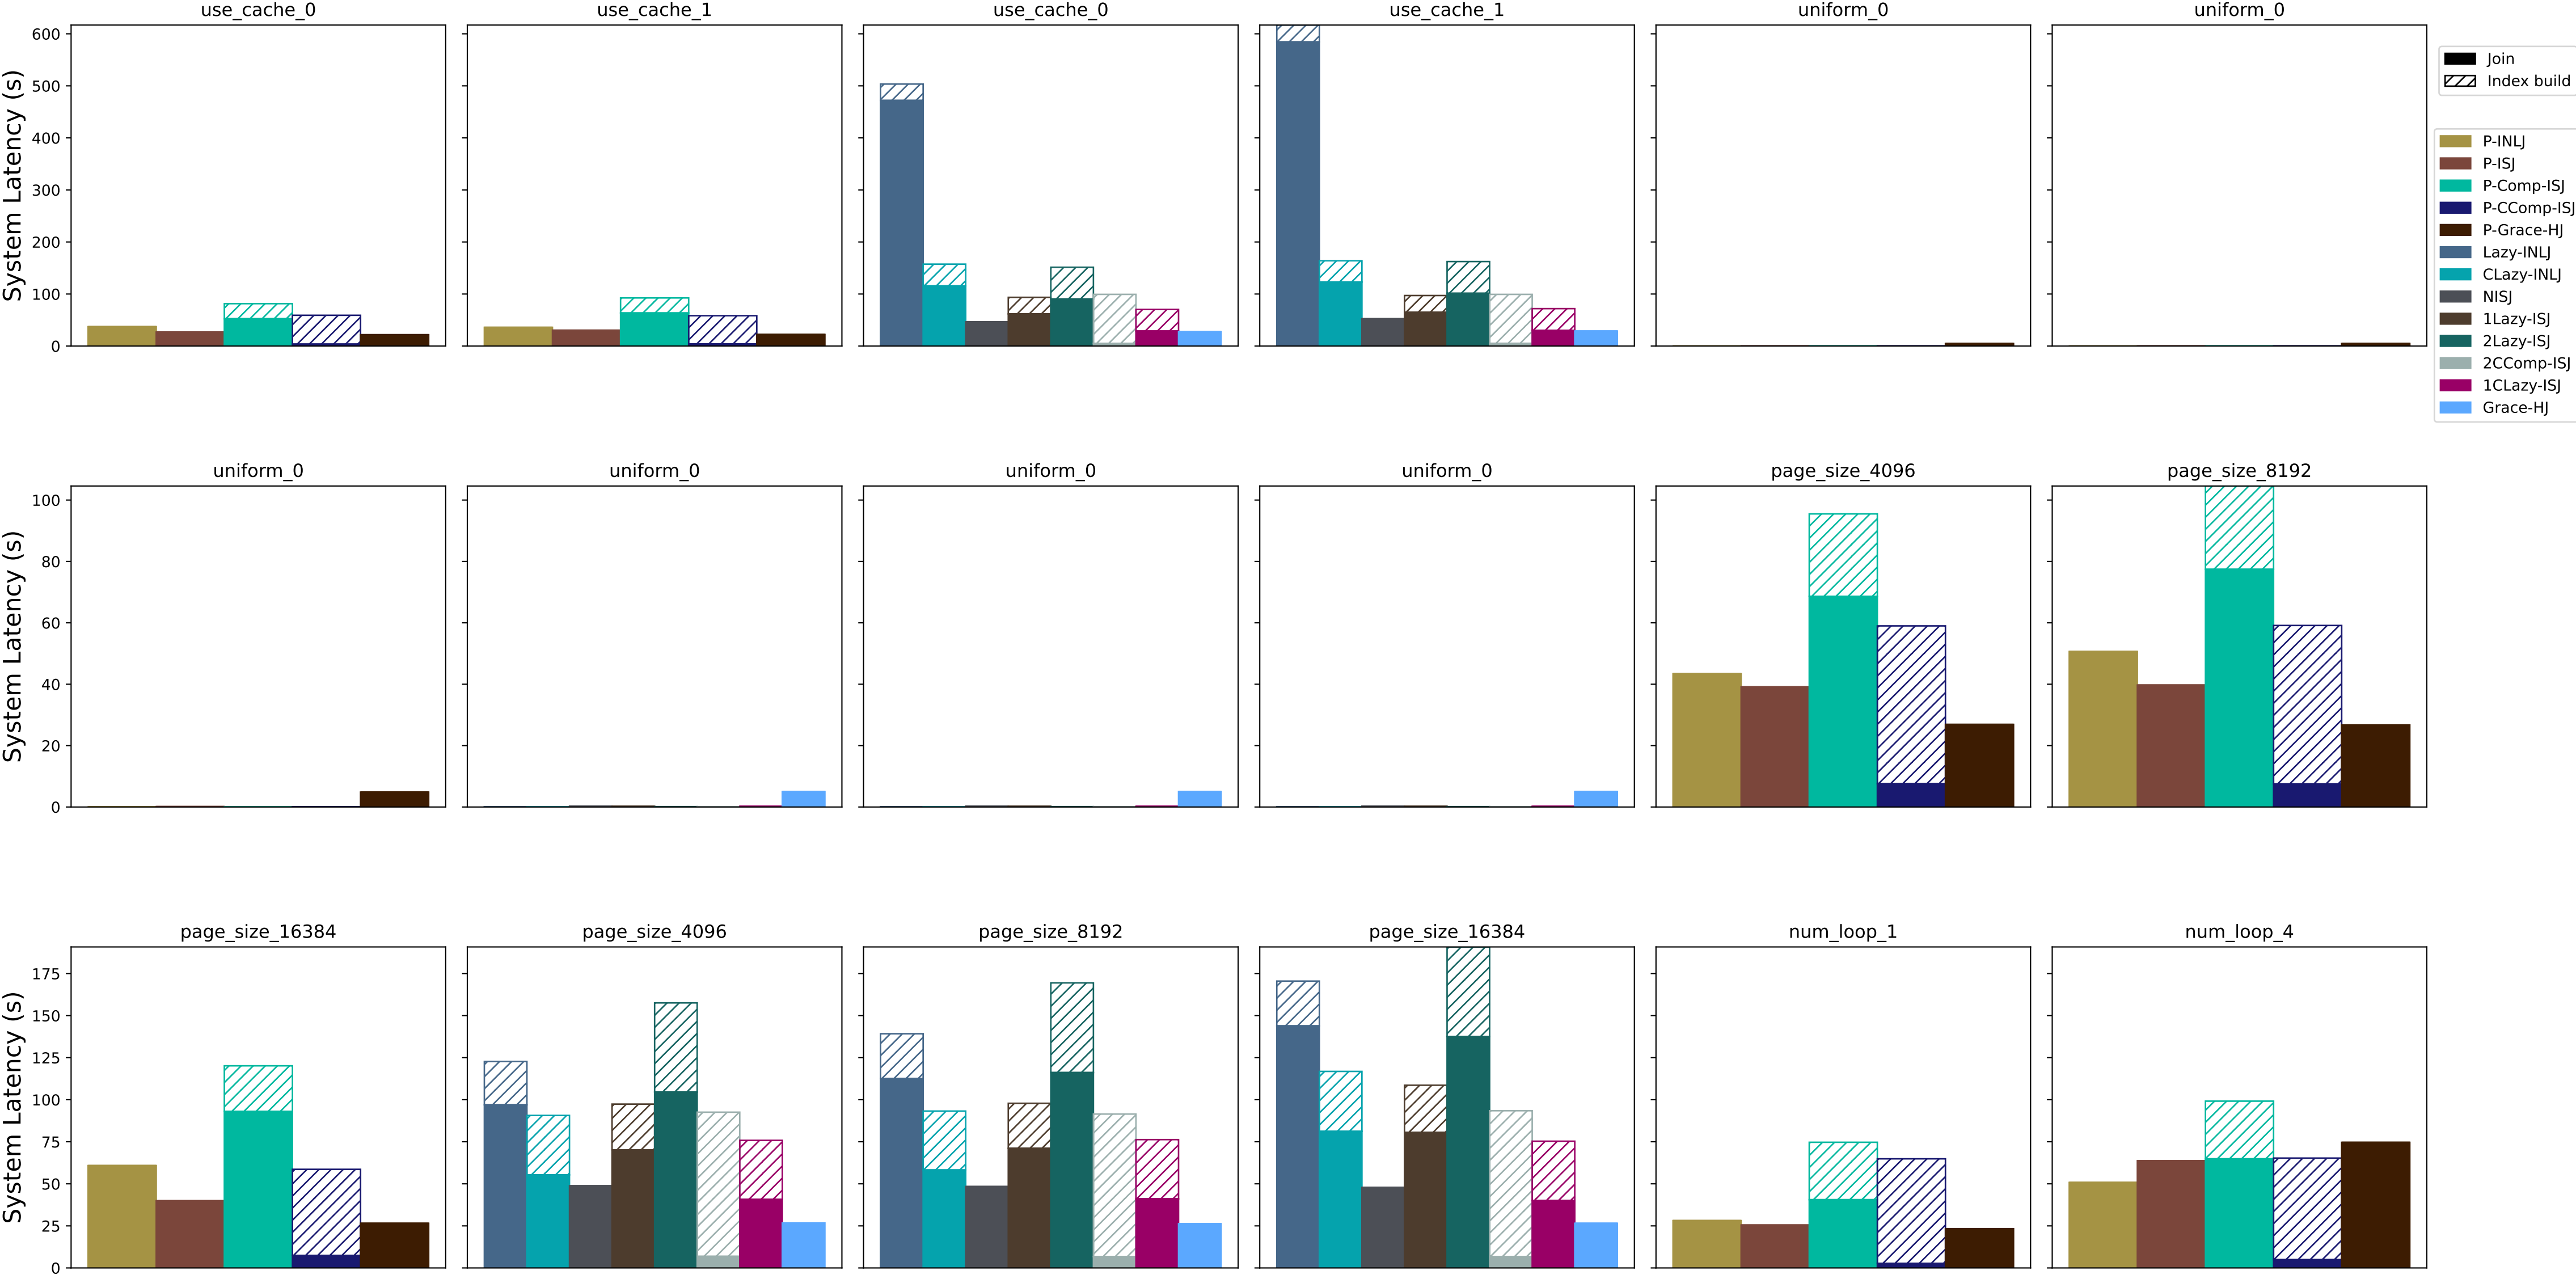 use_cache_0
use_cache_1
use_cache_0
use_cache_1
uniform_0
uniform_0
System Latency (s)
600
500
400
300
200
100
0
Join
Index build
P-INLJ
P-ISJ
P-Comp-ISJ
P-CComp-ISJ
P-Grace-HJ
Lazy-INLJ
CLazy-INLJ
NISJ
1Lazy-ISJ
2Lazy-ISJ
2CComp-ISJ
1CLazy-ISJ
Grace-HJ
uniform_0
uniform_0
uniform_0
uniform_0
page_size_4096
page_size_8192
System Latency (s)
100
80
60
40
20
0
page_size_16384
page_size_4096
page_size_8192
page_size_16384
num_loop_1
num_loop_4
System Latency (s)
175
150
125
100
75
50
25
0